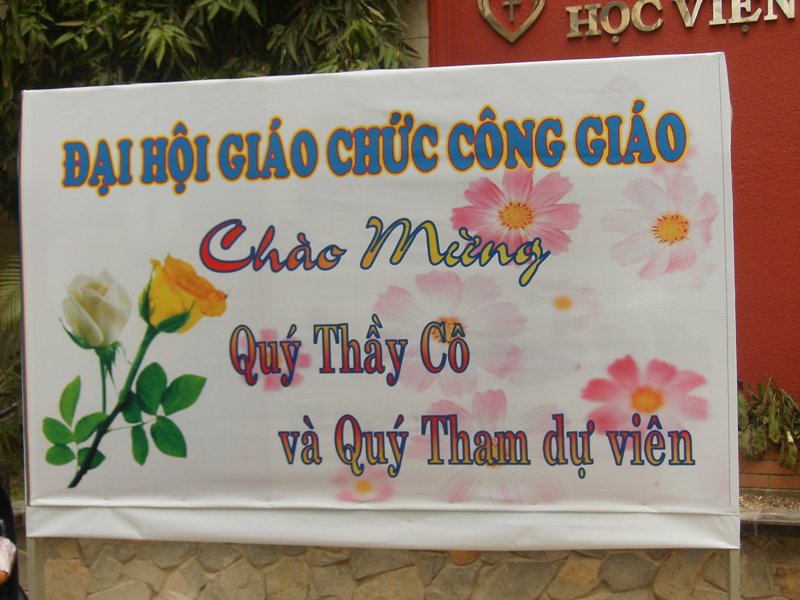 HỌC VIỆN
ĐẠI HỘI GIÁO CHỨC CÔNG GIÁO
Chào Mừng
Quý Thầy Cô
và Quý Tham dự viên